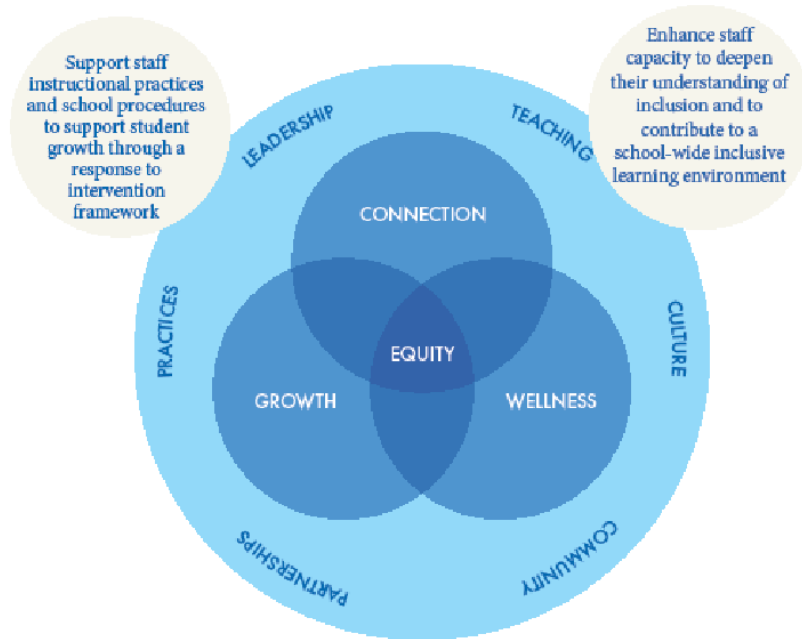 Support staff
instructional practices
and school procedures
to support student
growth through a
response to
intervention
framework
Enhance staff
capacity to deepen
their understanding of
inclusion and to
contribute to a
school-wide inclusive
learning environment
LEADERSHIP
TEACHING
CONNECTION
PRACTICES
CULTURE
EQUITY
GROWTH
WELLNESS
PARTNERSHIPS
COMMUNITY